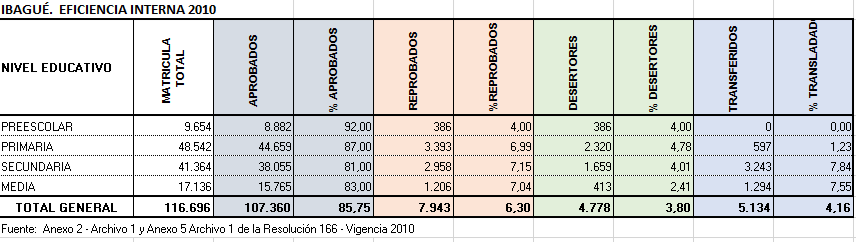 IBAGUÉ. EFICIENCIA INTERNA 2010
NIVEL EDUCATIVO MATRICULA TOTAL APROBADOS % APROBADOS REPROBADOS %REPROBADOS DESERTORES % DESERTORES TRANSFERIDOS % TRANSLADAD
PREESCOLAR 9.654 8.882 92,00 386 4,00 386 4,00 0 0,00
PRIMARIA 48.542 44.659 87,00 3.393 6,99 2.320 4,78 597 1,23
SECUNDARIA 41.364 38.055 81,00 2.958 7,15 1.659 4,01 3.243 7,84
MEDIA 17.136 15.765 83,00 1.206 7,04 413 2,41 1.294 7,55
TOTAL GENERAL 116.696 107.360 85,75 7.943 6,30 4.778 3,80 5.134 4,16
Fuente: Anexo 2 - Archivo 1 y Anexo 5 Archivo 1 de la Resolución 166 - Vigencia 2010